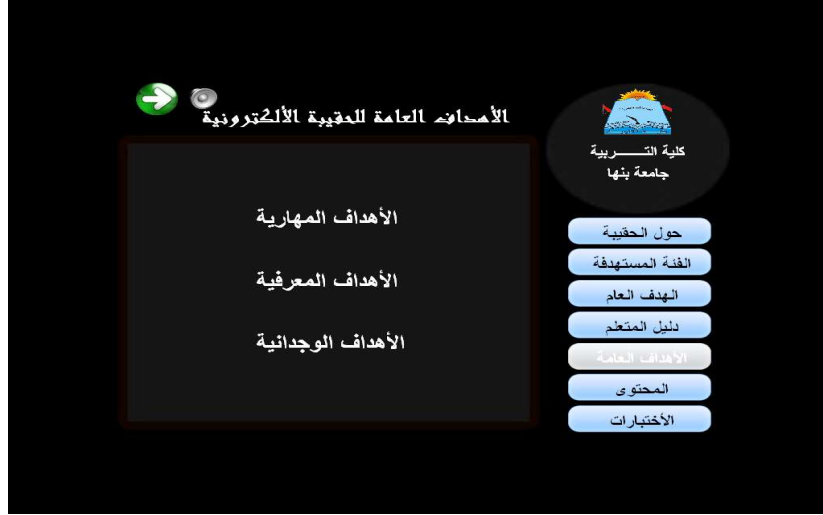 الأهداف العامة للحقيبة الألكترونية
كلية التـــــــربية
جامعة بنها
الأهداف المهارية
الأهداف المعرفية
الأهداف الوجدانية
حول الحقيبة
الفئة المستهدفة
الهدف العام
دليل المتعلم
الأهداف العامة
المحتوى
الأختبارات